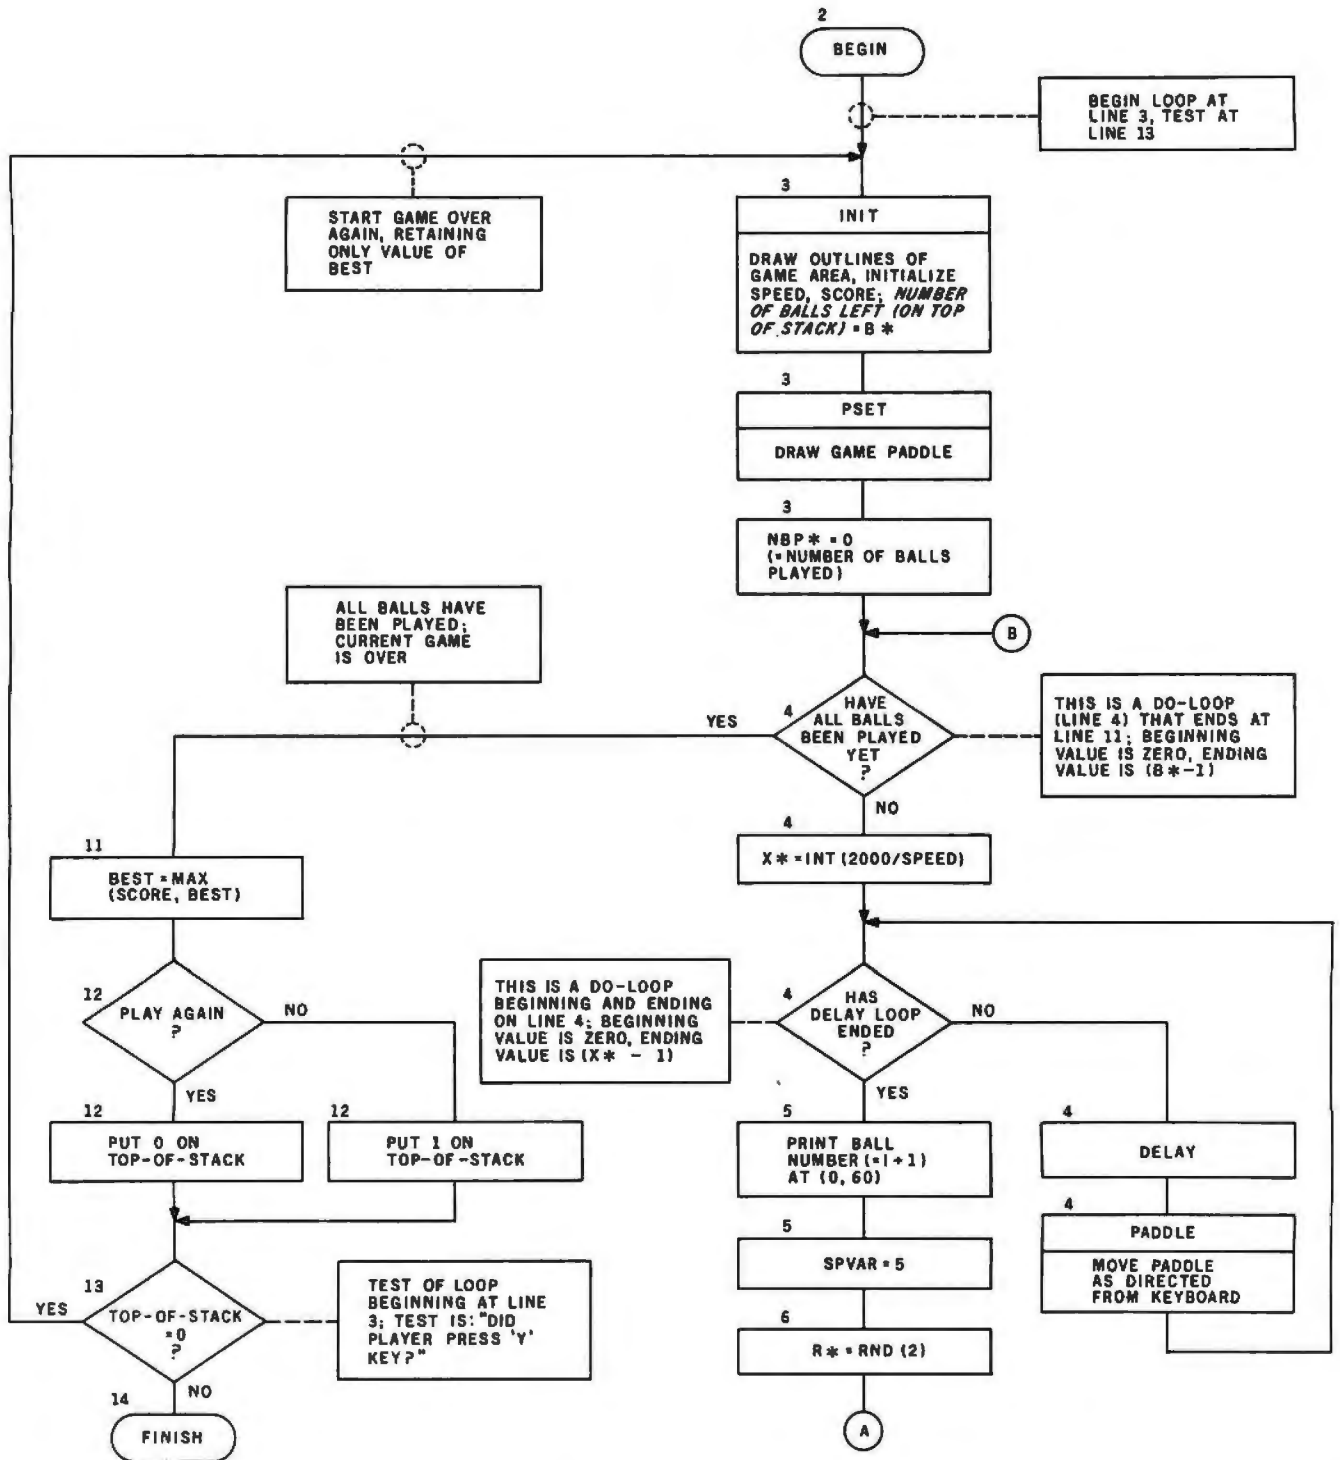 2
BEGIN
BEGIN LOOP AT
LINE 3, TEST AT
LINE 13
START GAME OVER
AGAIN, RETAINING
ONLY VALUE OF
BEST
3
INIT
DRAW OUTLINES OF
GAME AREA, INITIALIZE
SPEED, SCORE; NUMBER
OF BALLS LEFT (ON TOP
OF STACK) = B*
3
PSET
DRAW GAME PADDLE
3
NBP* = 0
(=NUMBER OF BALLS
PLAYED)
B
ALL BALLS HAVE
BEEN PLAYED;
CURRENT GAME
IS OVER
YES
4
HAVE
ALL BALLS
BEEN PLAYED
YET
?
THIS IS A DO-LOOP
(LINE 4) THAT ENDS AT
LINE 11; BEGINNING
VALUE IS ZERO, ENDING
VALUE IS (B*-1)
NO
4
X* = INT (2000/SPEED)
11
BEST = MAX
(SCORE, BEST)
12
PLAY AGAIN
?
NO
YES
THIS IS A DO-LOOP
BEGINNING AND ENDING
ON LINE 4; BEGINNING
VALUE IS ZERO, ENDING
VALUE IS (X* - 1)
4
HAS
DELAY LOOP
ENDED
?
NO
YES
12
PUT 0 ON
TOP-OF-STACK
12
PUT 1 ON
TOP-OF-STACK
5
PRINT BALL
NUMBER (=I+1)
AT (0, 60)
4
DELAY
4
PADDLE
MOVE PADDLE
AS DIRECTED
FROM KEYBOARD
5
SPVAR = 5
13
TOP-OF-STACK
=0
?
YES
TEST OF LOOP
BEGINNING AT LINE
3; TEST IS: "DID
PLAYER PRESS 'Y'
KEY?"
NO
6
R* = RND (2)
14
FINISH
A